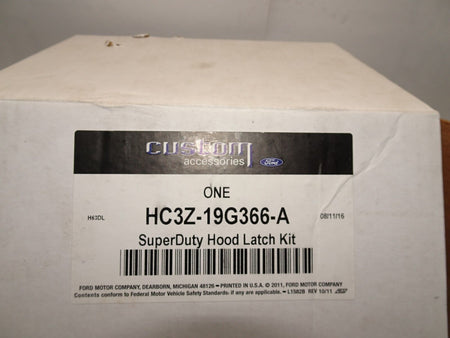 custom
accessories Ford
ONE
H63DL HC3Z-19G366-A 08/11/16
SuperDuty Hood Latch Kit
FORD MOTOR COMPANY, DEARBORN, MICHIGAN 48126 – PRINTED IN U.S.A. © 2011, FORD MOTOR COMPANY
Contents conform to Federal Motor Vehicle Safety Standards. if any are applicable. – L1582B REV 10/11